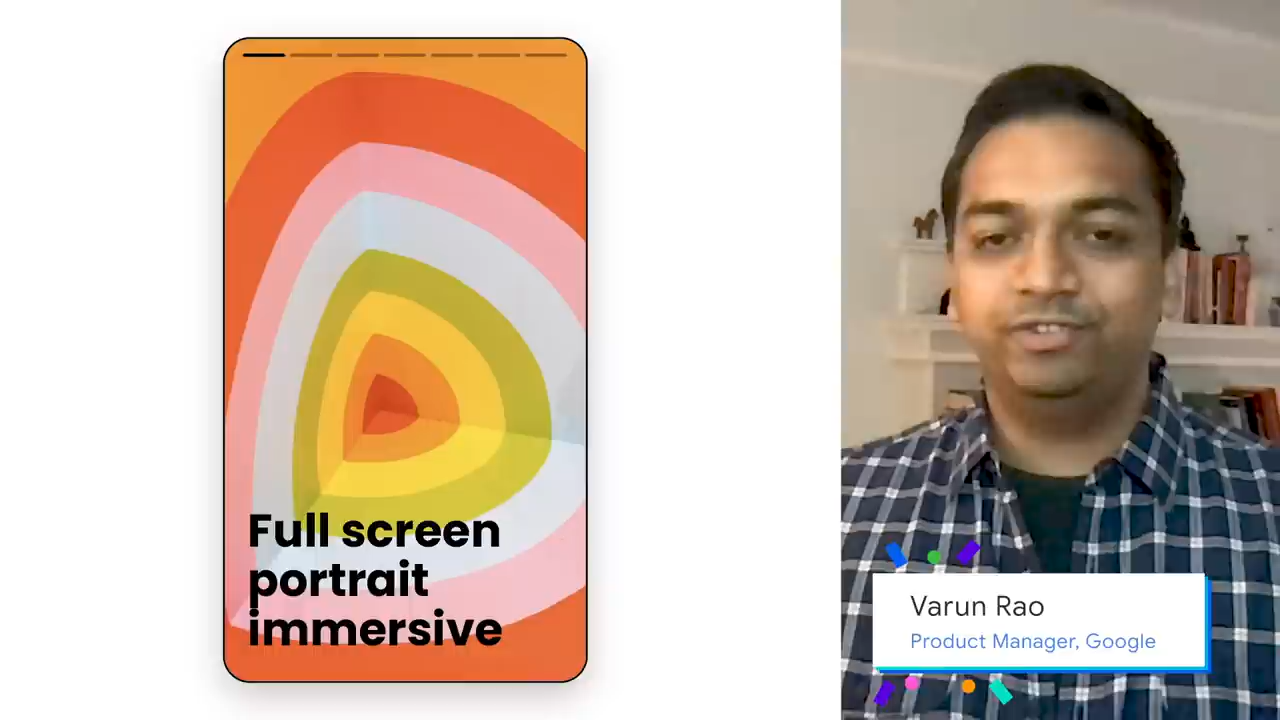 Full screen
portrait
immersive
Varun Rao
Product Manager, Google